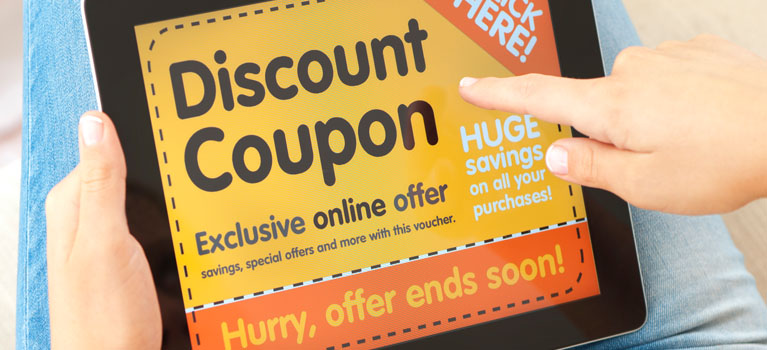 CLICK
HERE!
Discount
Coupon
HUGE
savings
on all your
purchases!
Exclusive online offer
savings, special offers and more with this voucher.
Hurry, offer ends soon!